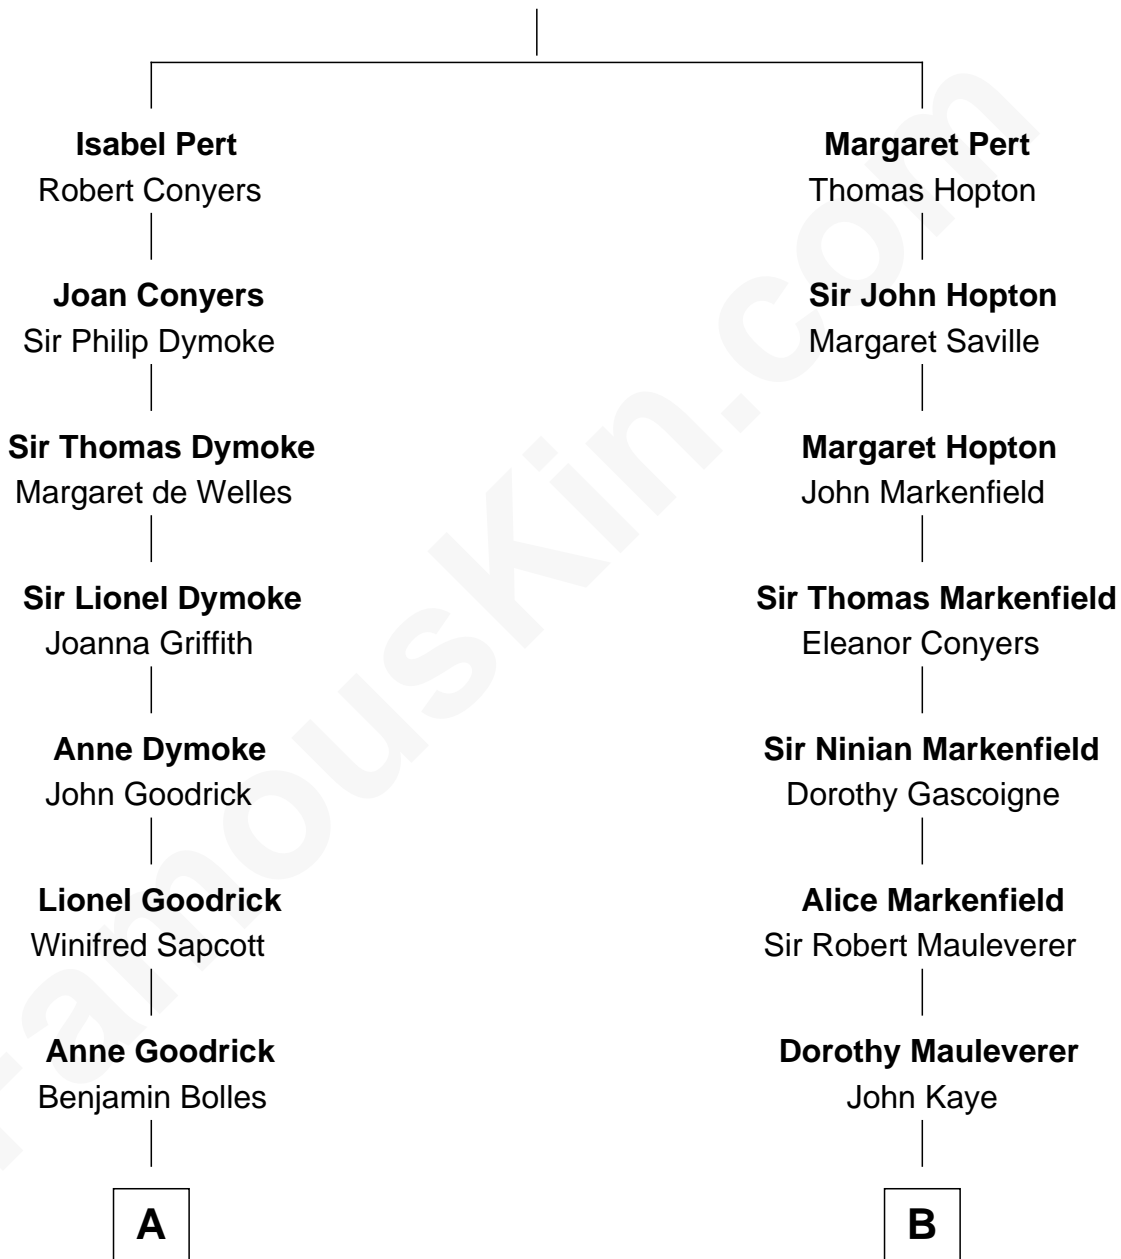 Isabel Pert
Robert Conyers
Joan Conyers
Sir Philip Dymoke
Sir Thomas Dymoke
Margaret de Welles
Sir Lionel Dymoke
Joanna Griffith
Anne Dymoke
John Goodrick
Lionel Goodrick
Winifred Sapcott
Anne Goodrick
Benjamin Bolles
A
Margaret Pert
Thomas Hopton
Sir John Hopton
Margaret Saville
Margaret Hopton
John Markenfield
Sir Thomas Markenfield
Eleanor Conyers
Sir Ninian Markenfield
Dorothy Gascoigne
Alice Markenfield
Sir Robert Mauleverer
Dorothy Mauleverer
John Kaye
B
FamousKin.com